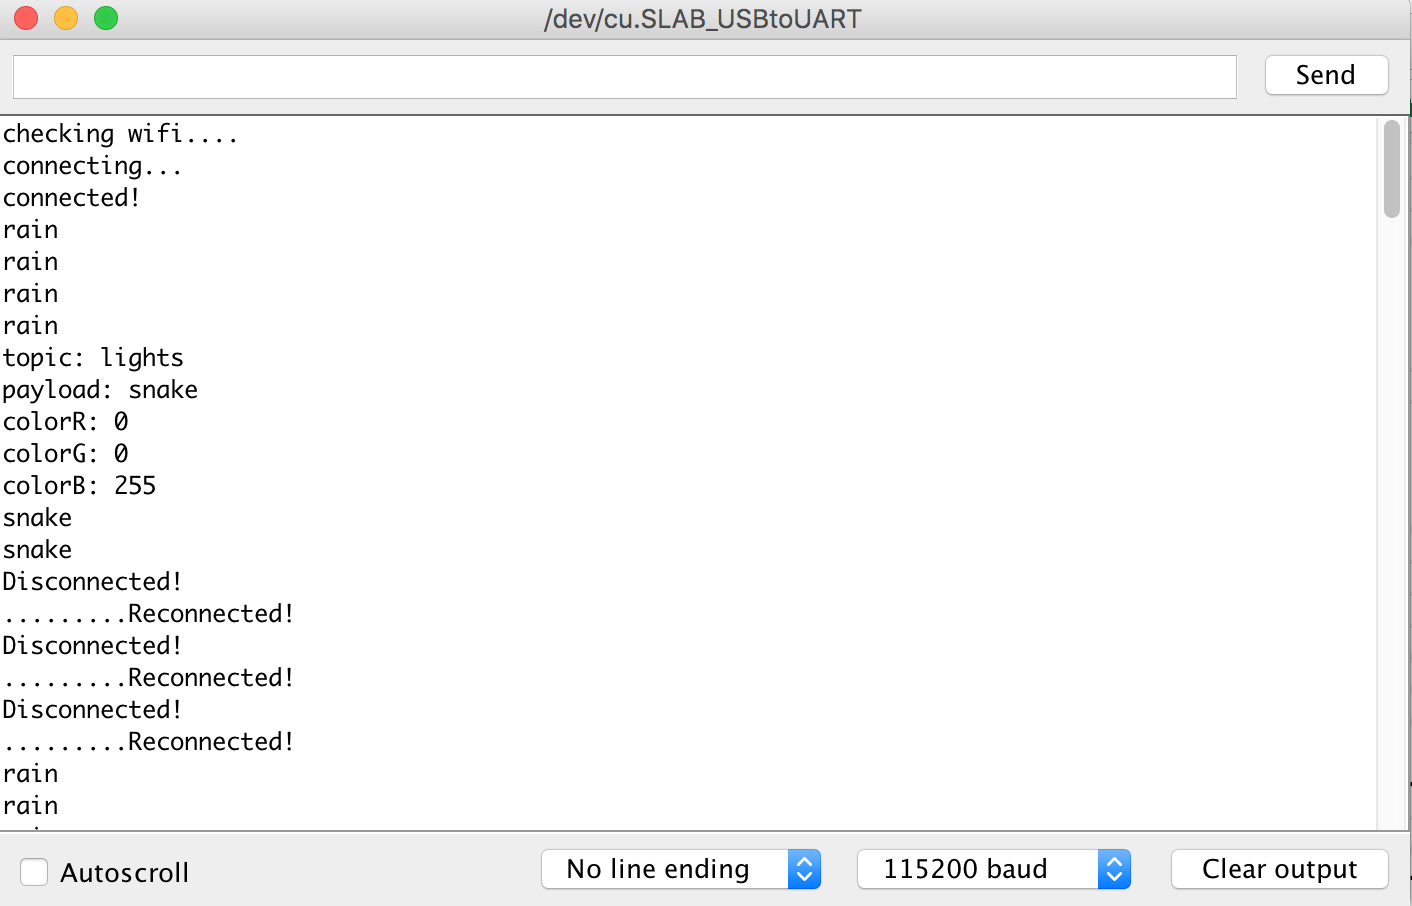 /dev/cu.SLAB_USBtoUART
Send
checking wifi....
connecting...
connected!
rain
rain
rain
rain
topic: lights
payload: snake
colorR: 0
colorG: 0
colorB: 255
snake
snake
Disconnected!
.........Reconnected!
Disconnected!
.........Reconnected!
Disconnected!
.........Reconnected!
rain
rain
Autoscroll
No line ending
115200 baud
Clear output